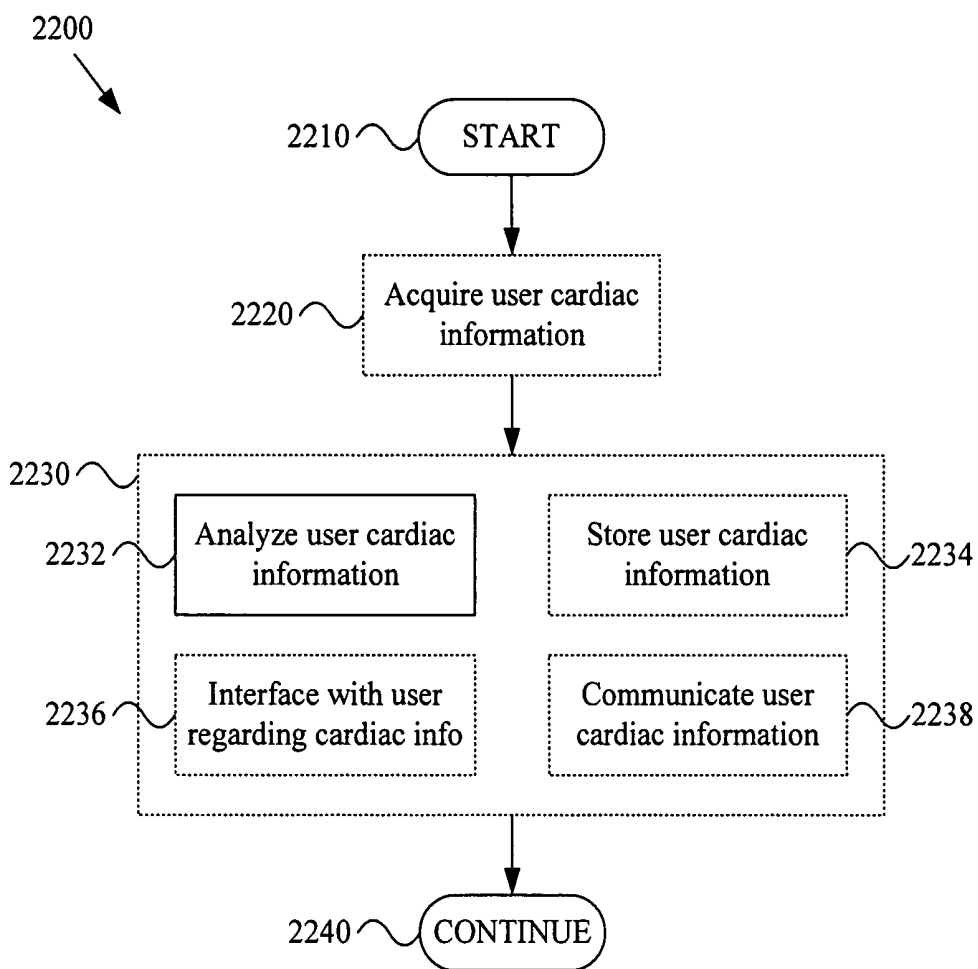 2200
2210
START
2220
Acquire user cardiac
information
2230
2232
Analyze user cardiac
information
Store user cardiac
information
2234
2236
Interface with user
regarding cardiac info
Communicate user
cardiac information
2238
2240
CONTINUE